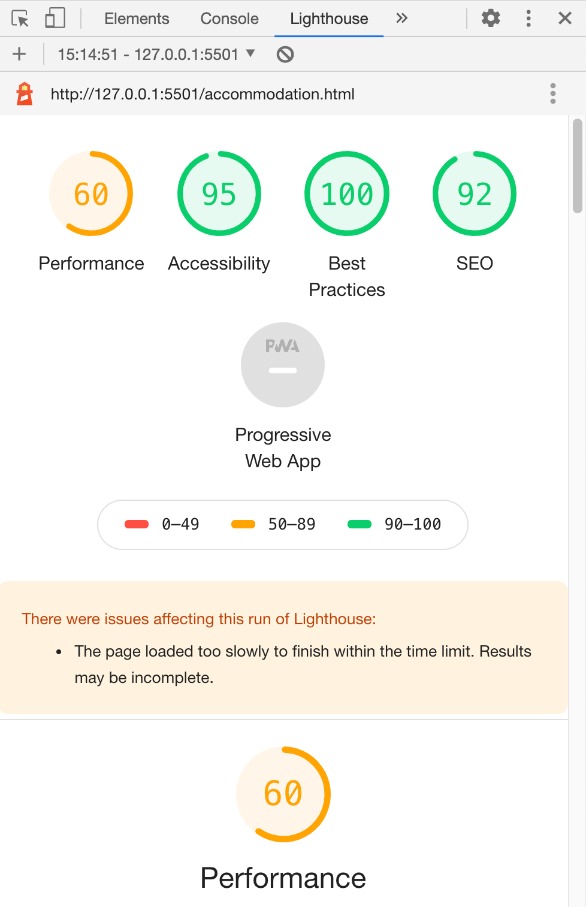 Elements Console Lighthouse »
+ 15:14:51 - 127.0.0.1:5501 ▼
http://127.0.0.1:5501/accommodation.html
60 95 100 92
Performance Accessibility Best Practices SEO
PWA
Progressive
Web App
0–49 50–89 90–100
There were issues affecting this run of Lighthouse:
• The page loaded too slowly to finish within the time limit. Results
may be incomplete.
60
Performance